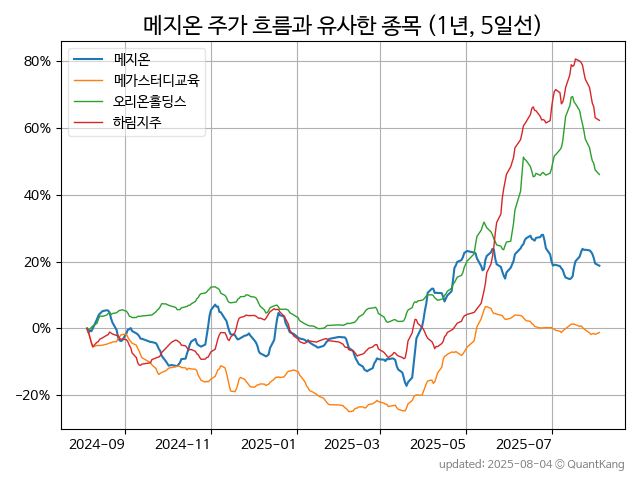 메지온 주가 흐름과 유사한 종목 (1년, 5일선)
메지온
메가스터디교육
오리온홀딩스
하림지주
80%
60%
40%
20%
0%
−20%
2024-09 2024-11 2025-01 2025-03 2025-05 2025-07
updated: 2025-08-04 © QuantKang